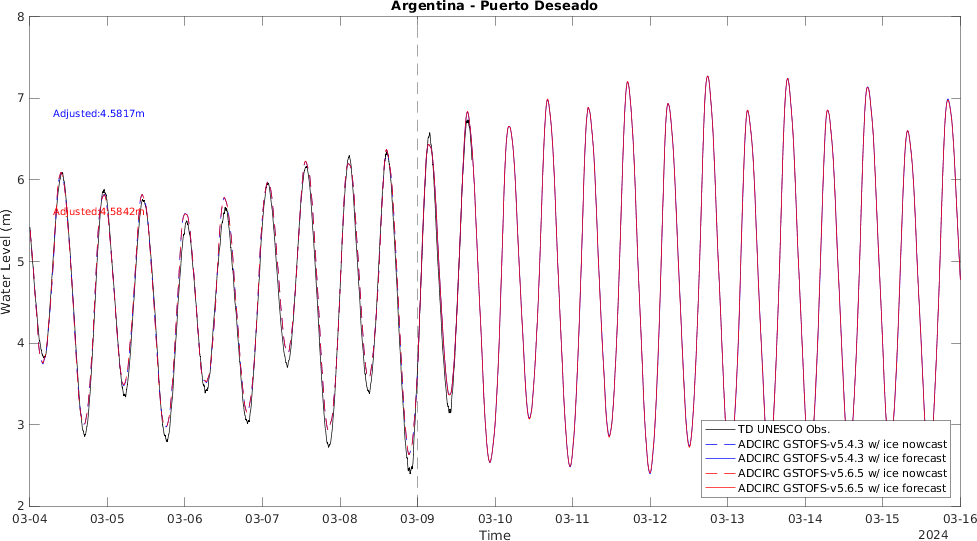 Argentina - Puerto Deseado
8
7
6
5
4
3
2
Water Level (m)
Adjusted:4.5817m
Adjusted:4.5842m
TD UNESCO Obs.
ADCIRC GSTOFS-v5.4.3 w/ ice nowcast
ADCIRC GSTOFS-v5.4.3 w/ ice forecast
ADCIRC GSTOFS-v5.6.5 w/ ice nowcast
ADCIRC GSTOFS-v5.6.5 w/ ice forecast
03-04 03-05 03-06 03-07 03-08 03-09 03-10 03-11 03-12 03-13 03-14 03-15 03-16
Time
2024